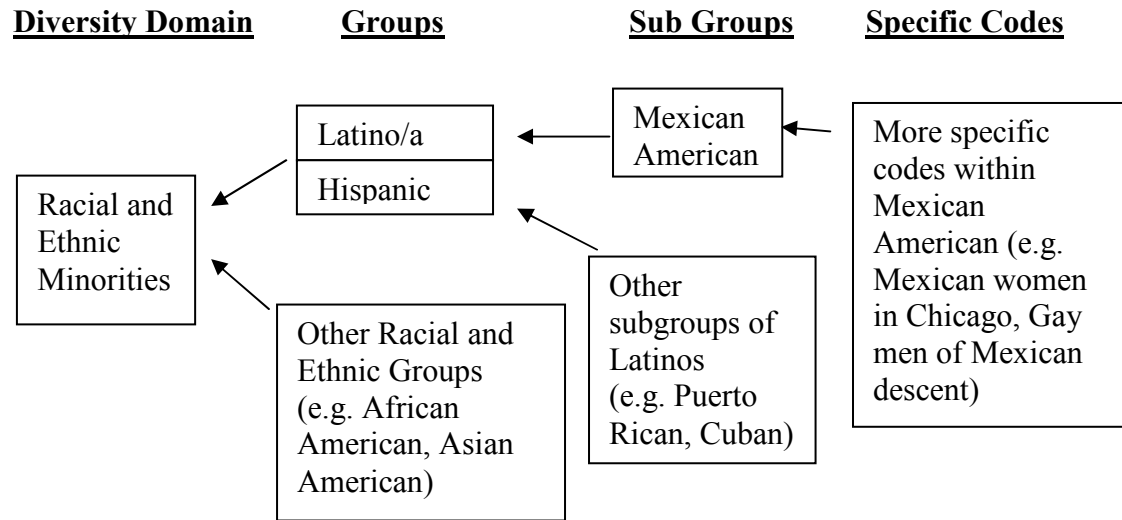 Diversity Domain Groups Sub Groups Specific Codes
Latino/a
Hispanic
Mexican
American
More specific
codes within
Mexican
American (e.g.
Mexican women
in Chicago, Gay
men of Mexican
descent)
Racial and
Ethnic
Minorities
Other Racial and
Ethnic Groups
(e.g. African
American, Asian
American)
Other
subgroups of
Latinos
(e.g. Puerto
Rican, Cuban)